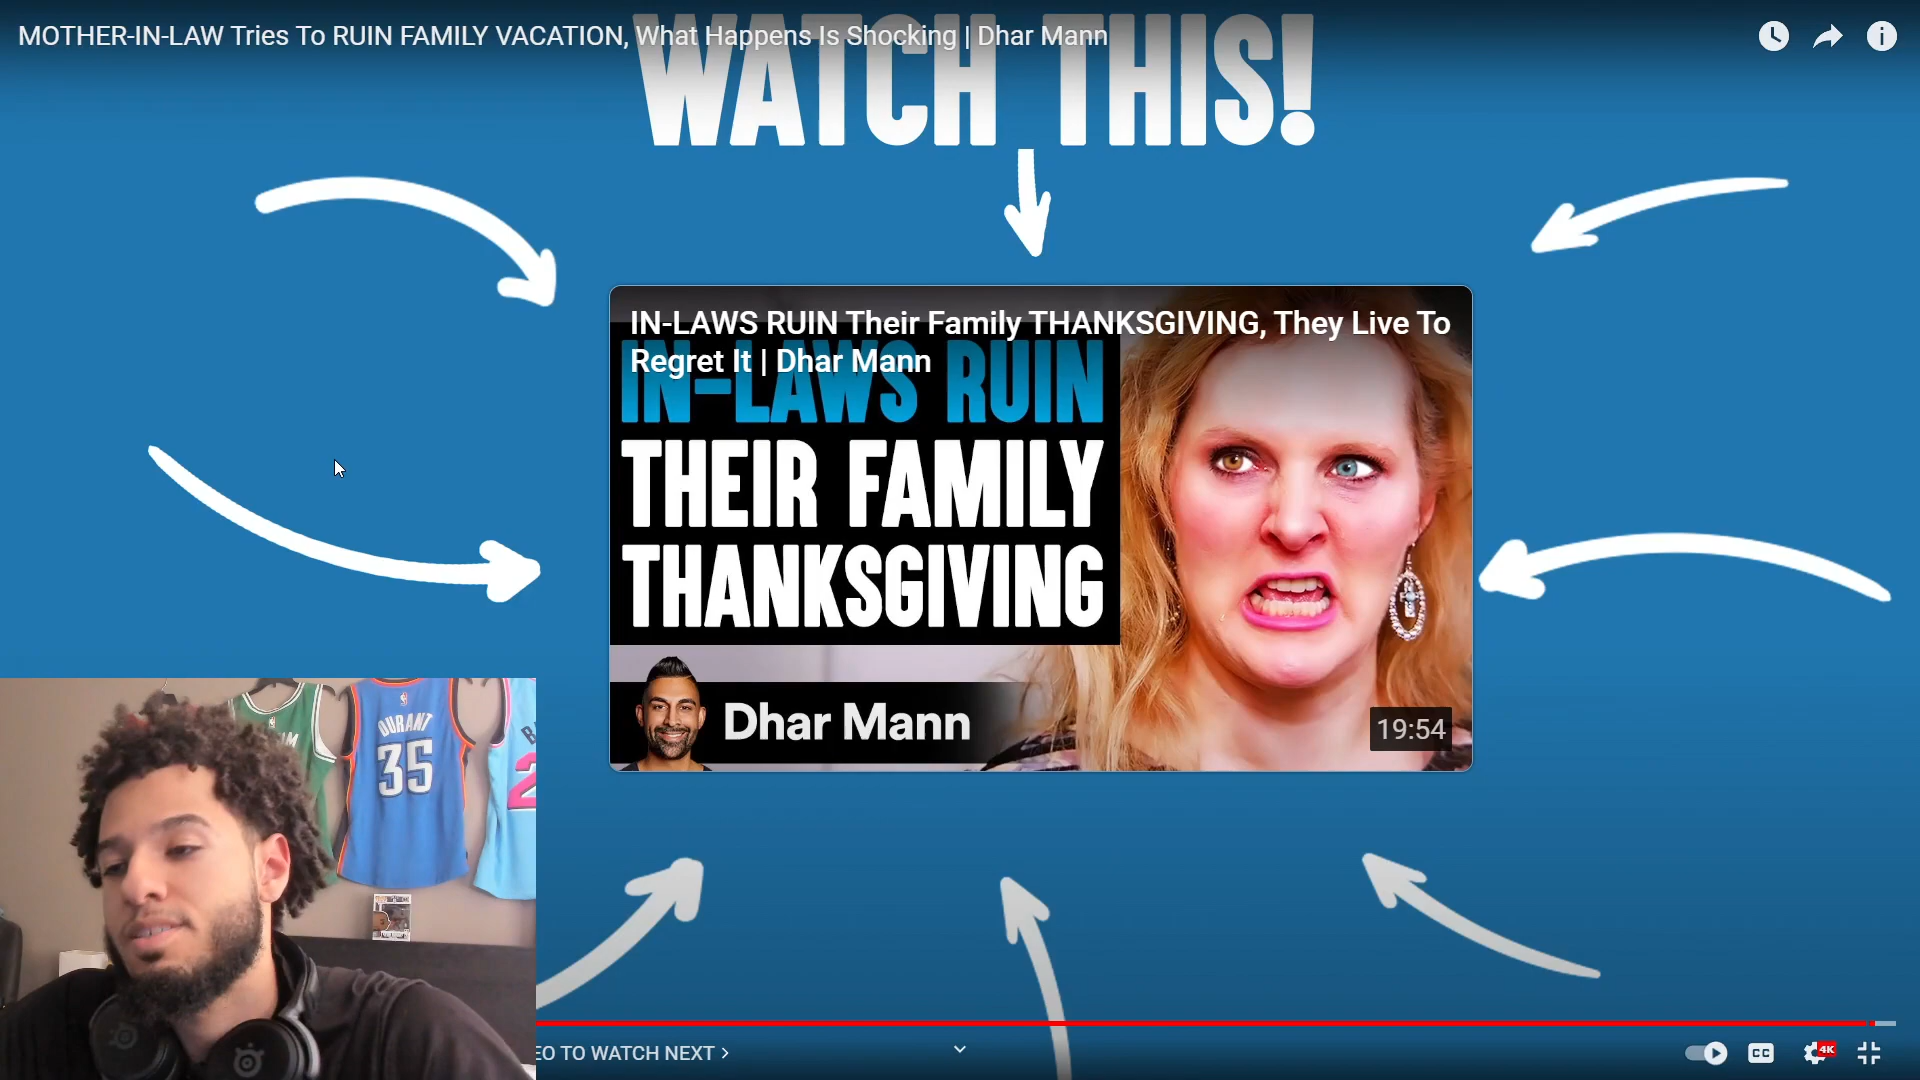 MOTHER-IN-LAW Tries To RUIN FAMILY VACATION, What Happens Is Shocking | Dhar Mann
WATCH THIS!
IN-LAWS RUIN Their Family THANKSGIVING, They Live To
Regret It | Dhar Mann
IN-LAWS RUIN
THEIR FAMILY
THANKSGIVING
Dhar Mann
19:54
DURANT
35
EO TO WATCH NEXT >
CC
4K